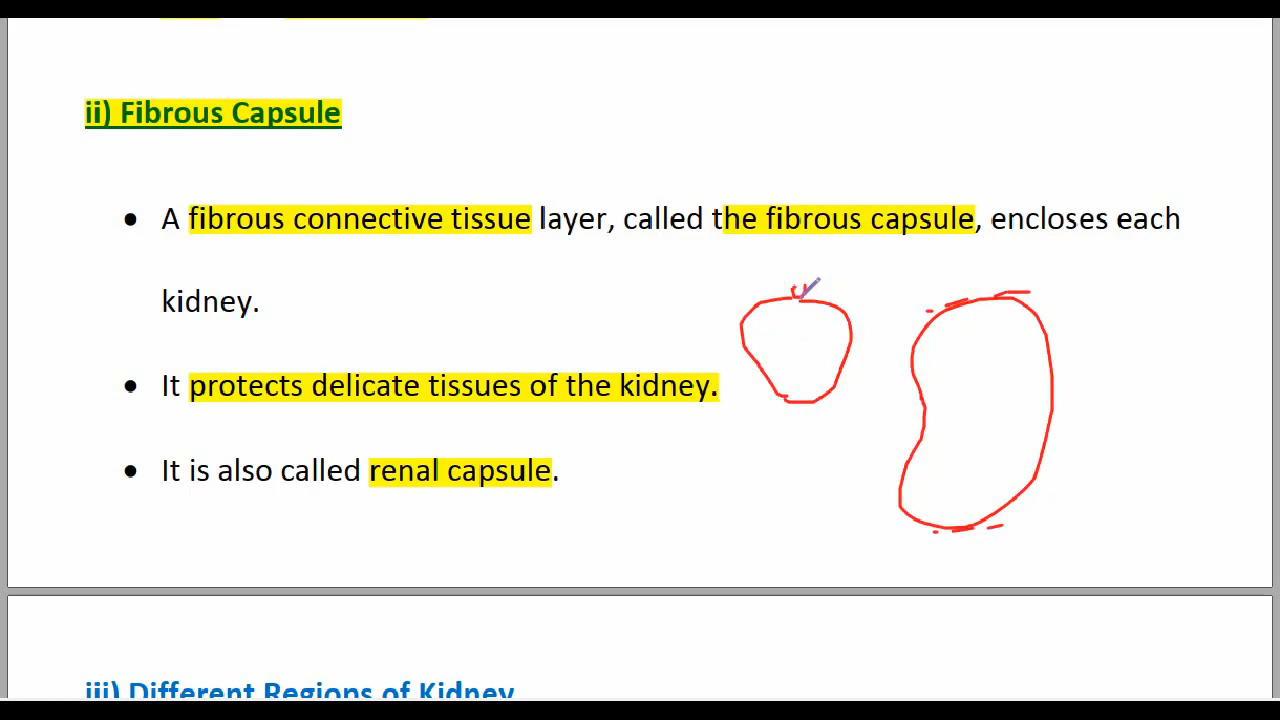 ii) Fibrous Capsule
• A fibrous connective tissue layer, called the fibrous capsule, encloses each
kidney.
• It protects delicate tissues of the kidney.
• It is also called renal capsule.
iii) Different Regions of Kidney